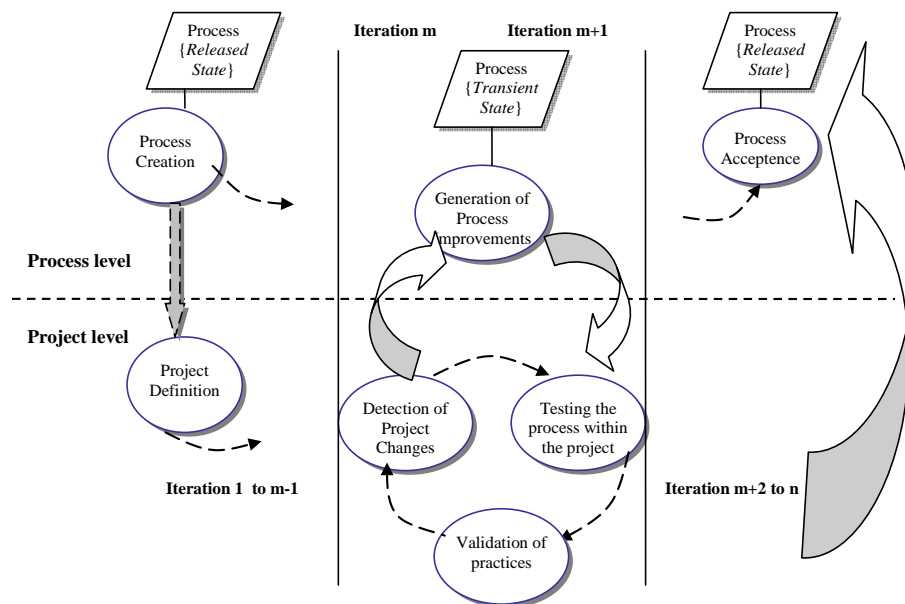 Process
{Released
State}
Iteration m
Iteration m+1
Process
{Transient
State}
Process
{Released
State}
Process
Creation
Process
Acceptence
Generation of
Process
mprovements
Process level
Project level
Project
Definition
Detection of
Project
Changes
Testing the
process within
the project
Iteration 1 to m-1
Iteration m+2 to n
Validation of
practices